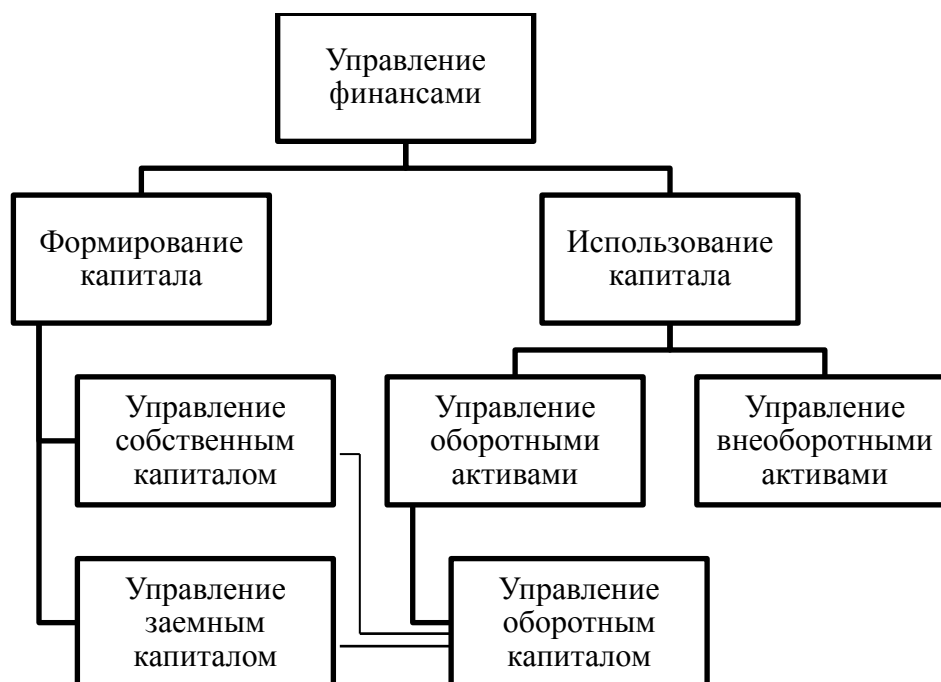 Управление
финансами
Формирование
капитала
Использование
капитала
Управление
собственным
капиталом
Управление
оборотными
активами
Управление
внеоборотными
активами
Управление
заемным
капиталом
Управление
оборотным
капиталом